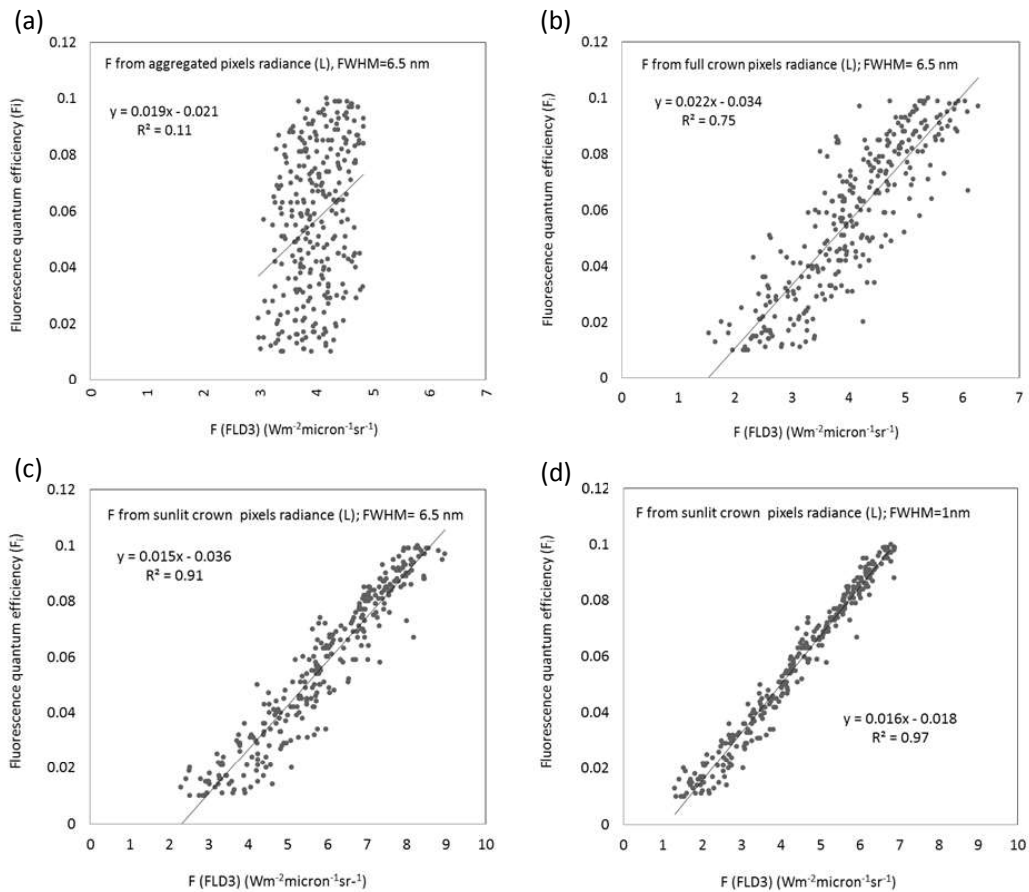 (a)
0.12
F from aggregated pixels radiance (L), FWHM=6.5 nm
0.1
y = 0.019x - 0.021
R² = 0.11
0.08
0.06
0.04
0.02
0
Fluorescence quantum efficiency (Fi)
0 1 2 3 4 5 6 7
F (FLD3) (Wm⁻²micron⁻¹sr⁻¹)
(b)
0.12
F from full crown pixels radiance (L); FWHM= 6.5 nm
0.1
y = 0.022x - 0.034
R² = 0.75
0.08
0.06
0.04
0.02
0
Fluorescence quantum efficiency (Fᵢ)
0 1 2 3 4 5 6 7
F (FLD3) (Wm⁻²micron⁻¹sr⁻¹)
(c)
0.12
F from sunlit crown pixels radiance (L); FWHM= 6.5 nm
0.1
y = 0.015x - 0.036
R² = 0.91
0.08
0.06
0.04
0.02
0
Fluorescence quantum efficiency (Fᵢ)
0 1 2 3 4 5 6 7 8 9 10
F (FLD3) (Wm⁻²micron⁻¹sr-¹)
(d)
0.12
F from sunlit crown pixels radiance (L); FWHM=1nm
0.1
0.08
0.06
0.04
y = 0.016x - 0.018
R² = 0.97
0.02
0
Fluorescence quantum efficiency (Fᵢ)
0 1 2 3 4 5 6 7 8 9 10
F (FLD3) (Wm⁻²micron⁻¹sr⁻¹)